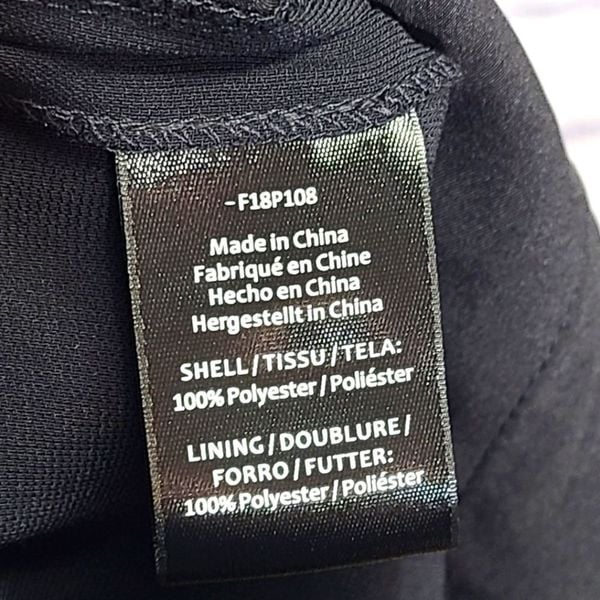 -F18P108
Made in China
Fabriqué en Chine
Hecho en China
Hergestellt in China
SHELL/TISSU/TELA:
100% Polyester/Poliéster
LINING/DOUBLURE/
FORRO/FUTTER:
100% Polyester/Poliéster